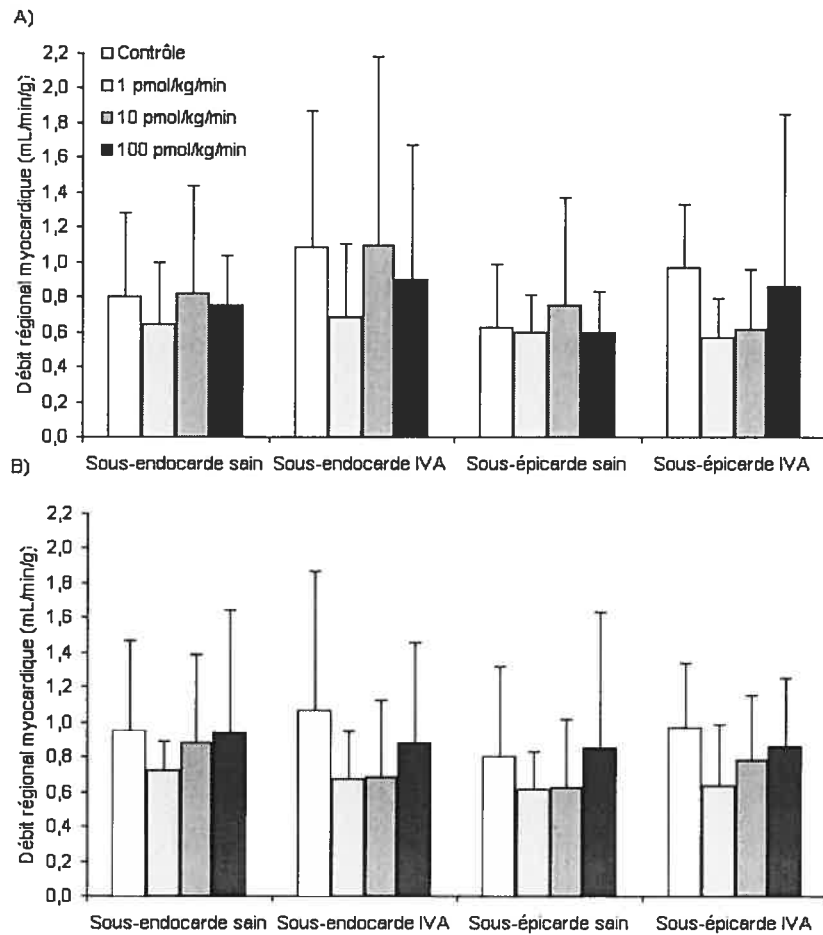 A)
Débit régional myocardique (mL/min/g)
2,2
2,0
1,8
1,6
1,4
1,2
1,0
0,8
0,6
0,4
0,2
0,0
Contrôle
1 pmol/kg/min
10 pmol/kg/min
100 pmol/kg/min
Sous-endocarde sain Sous-endocarde IVA Sous-épicarde sain Sous-épicarde IVA
B)
Débit régional myocardique (mL/min/g)
2,2
2,0
1,8
1,6
1,4
1,2
1,0
0,8
0,6
0,4
0,2
0,0
Sous-endocarde sain Sous-endocarde IVA Sous-épicarde sain Sous-épicarde IVA